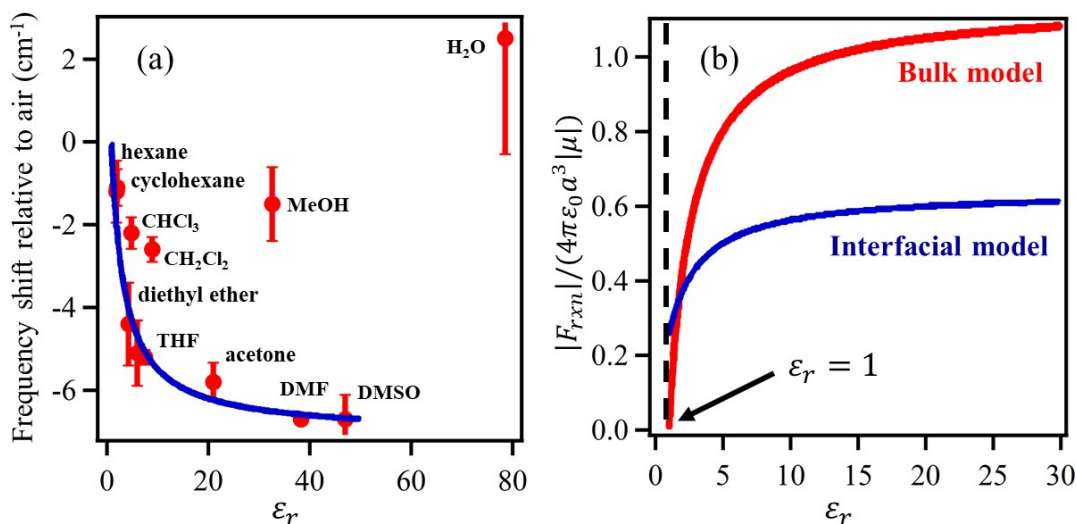 (a)
Frequency shift relative to air (cm⁻¹)
2
0
-2
-4
-6
H₂O
hexane
cyclohexane
CHCl₃
MeOH
CH₂Cl₂
diethyl ether
THF
acetone
DMF
DMSO
0 20 40 60 80
εᵣ
(b)
|Fᵣₓₙ|/(4πε₀a³|μ|)
1.0
0.8
0.6
0.4
0.2
0.0
Bulk model
Interfacial model
εᵣ = 1
0 5 10 15 20 25 30
εᵣ